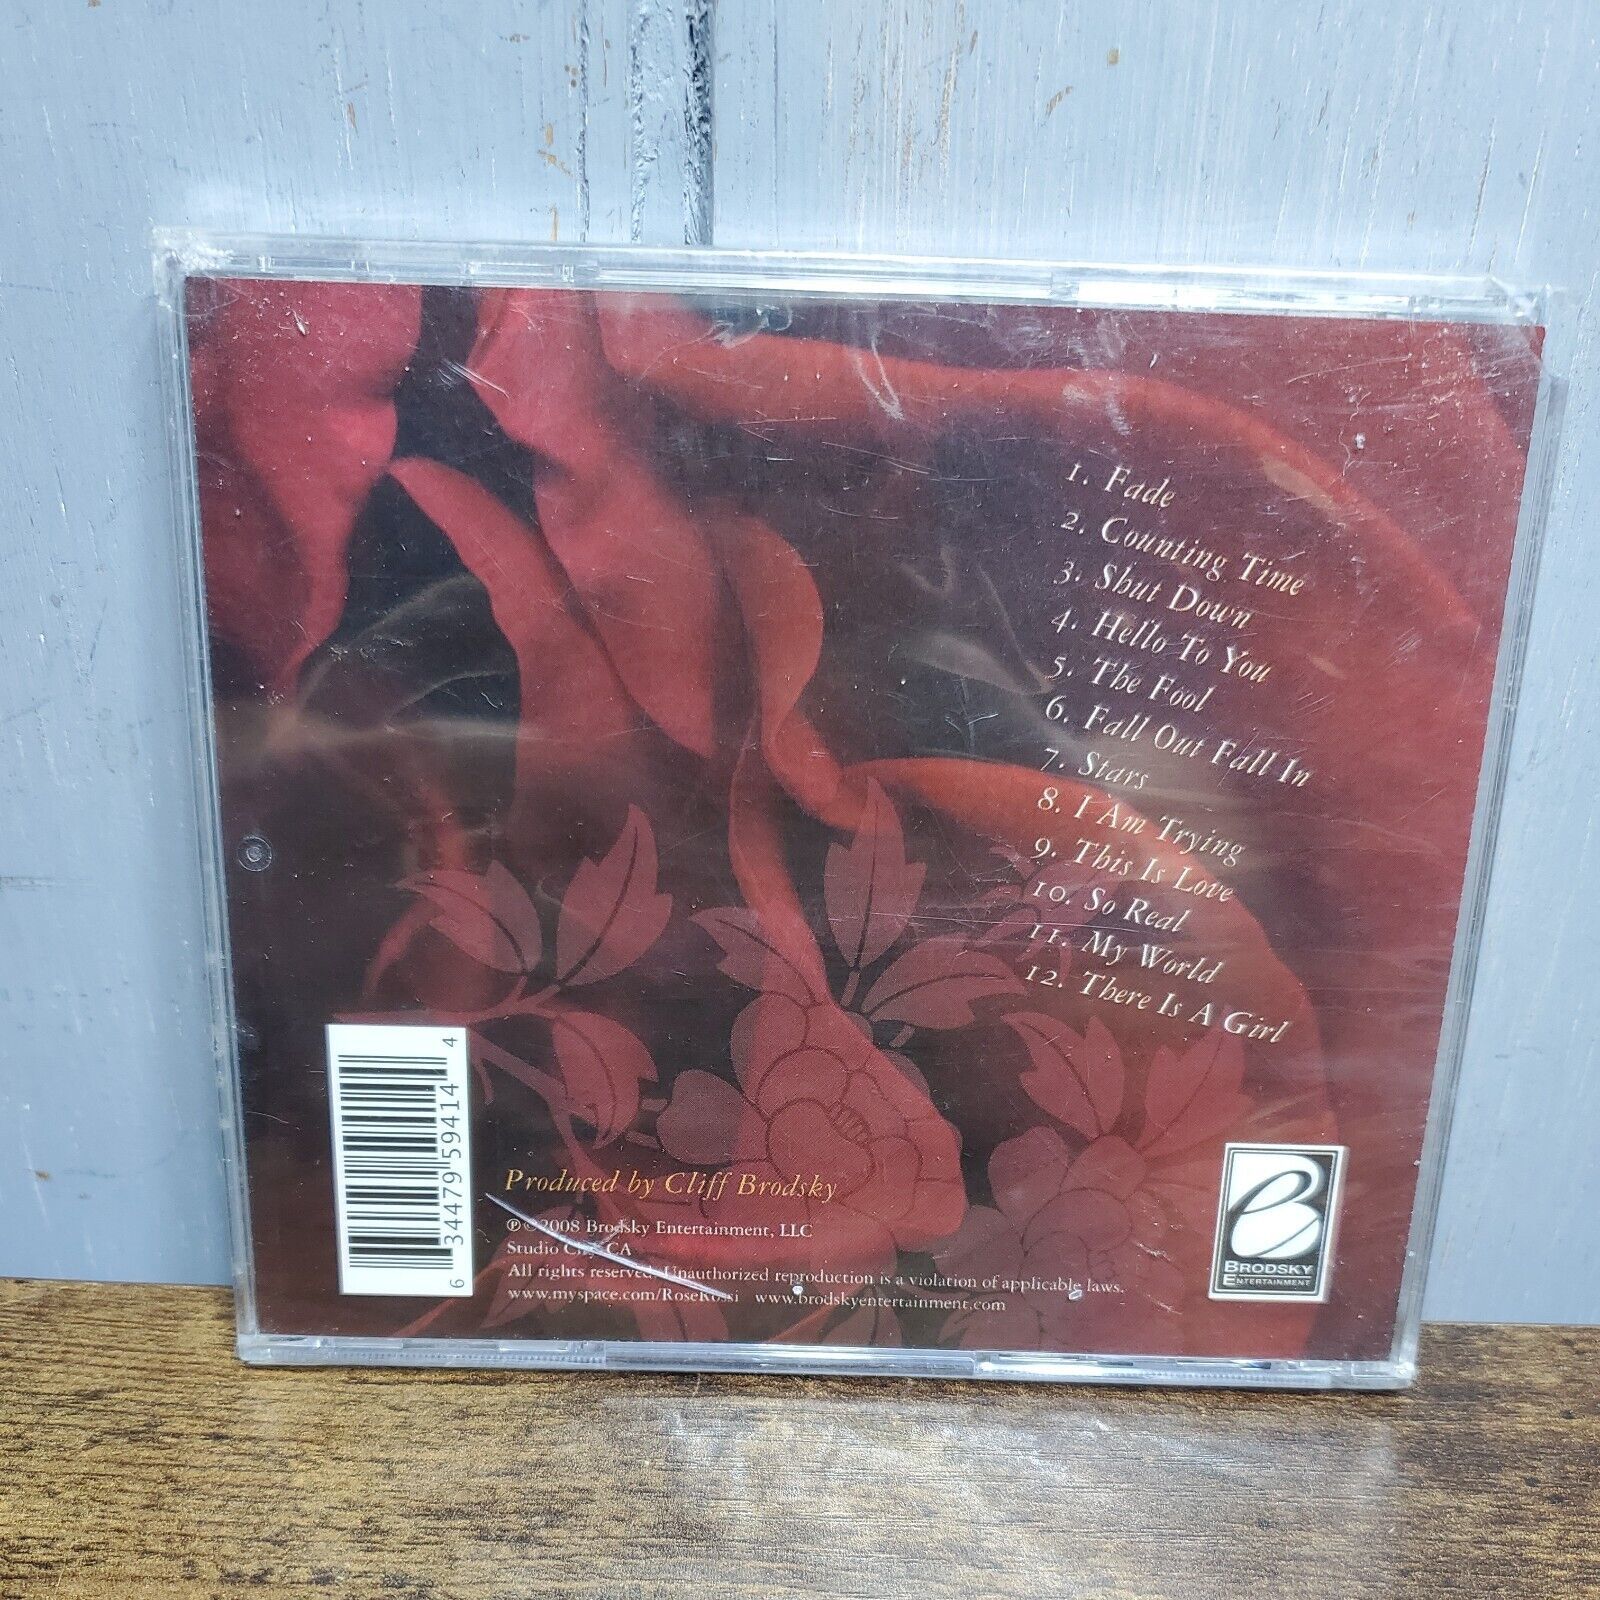 1. Fade
2. Counting Time
3. Shut Down
4. Hello To You
5. The Fool
6. Fall Out Fall In
7. Stars
8. I Am Trying
9. This Is Love
10. So Real
11. My World
12. There Is A Girl
6 34479 59414 4
Produced by Cliff Brodsky
℗©2008 Brodsky Entertainment, LLC
Studio City, CA
All rights reserved. Unauthorized reproduction is a violation of applicable laws.
www.myspace.com/RoseRossi www.brodskyentertainment.com
B
BRODSKY
ENTERTAINMENT